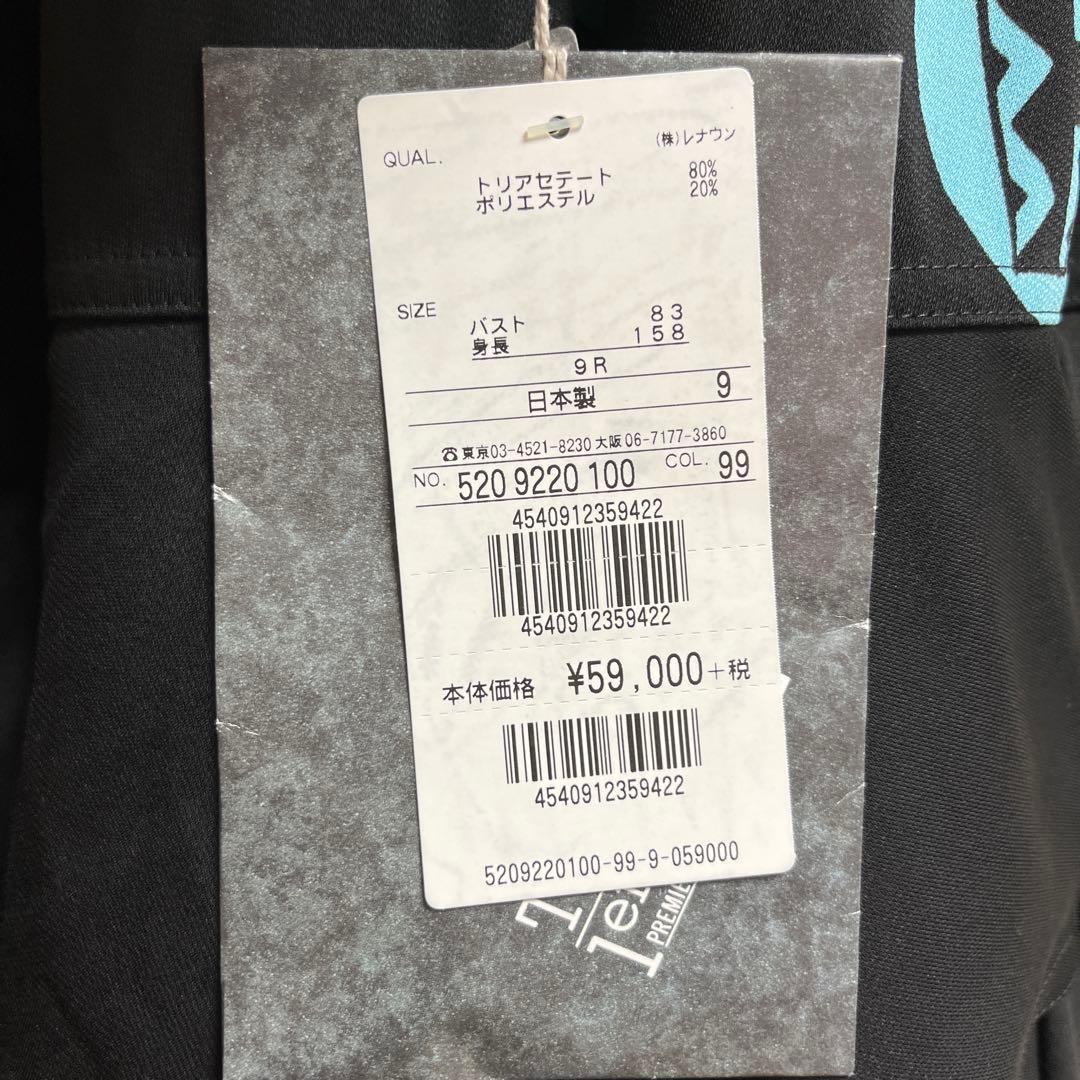 QUAL.
(株)レナウン
トリアセテート 80%
ポリエステル 20%
SIZE
バスト 83
身長 158
9R
日本製 9
☎東京03-4521-8230 大阪06-7177-3860
NO. 520 9220 100 COL. 99
4540912359422
4540912359422
本体価格 ¥59,000+税
4540912359422
5209220100-99-9-059000